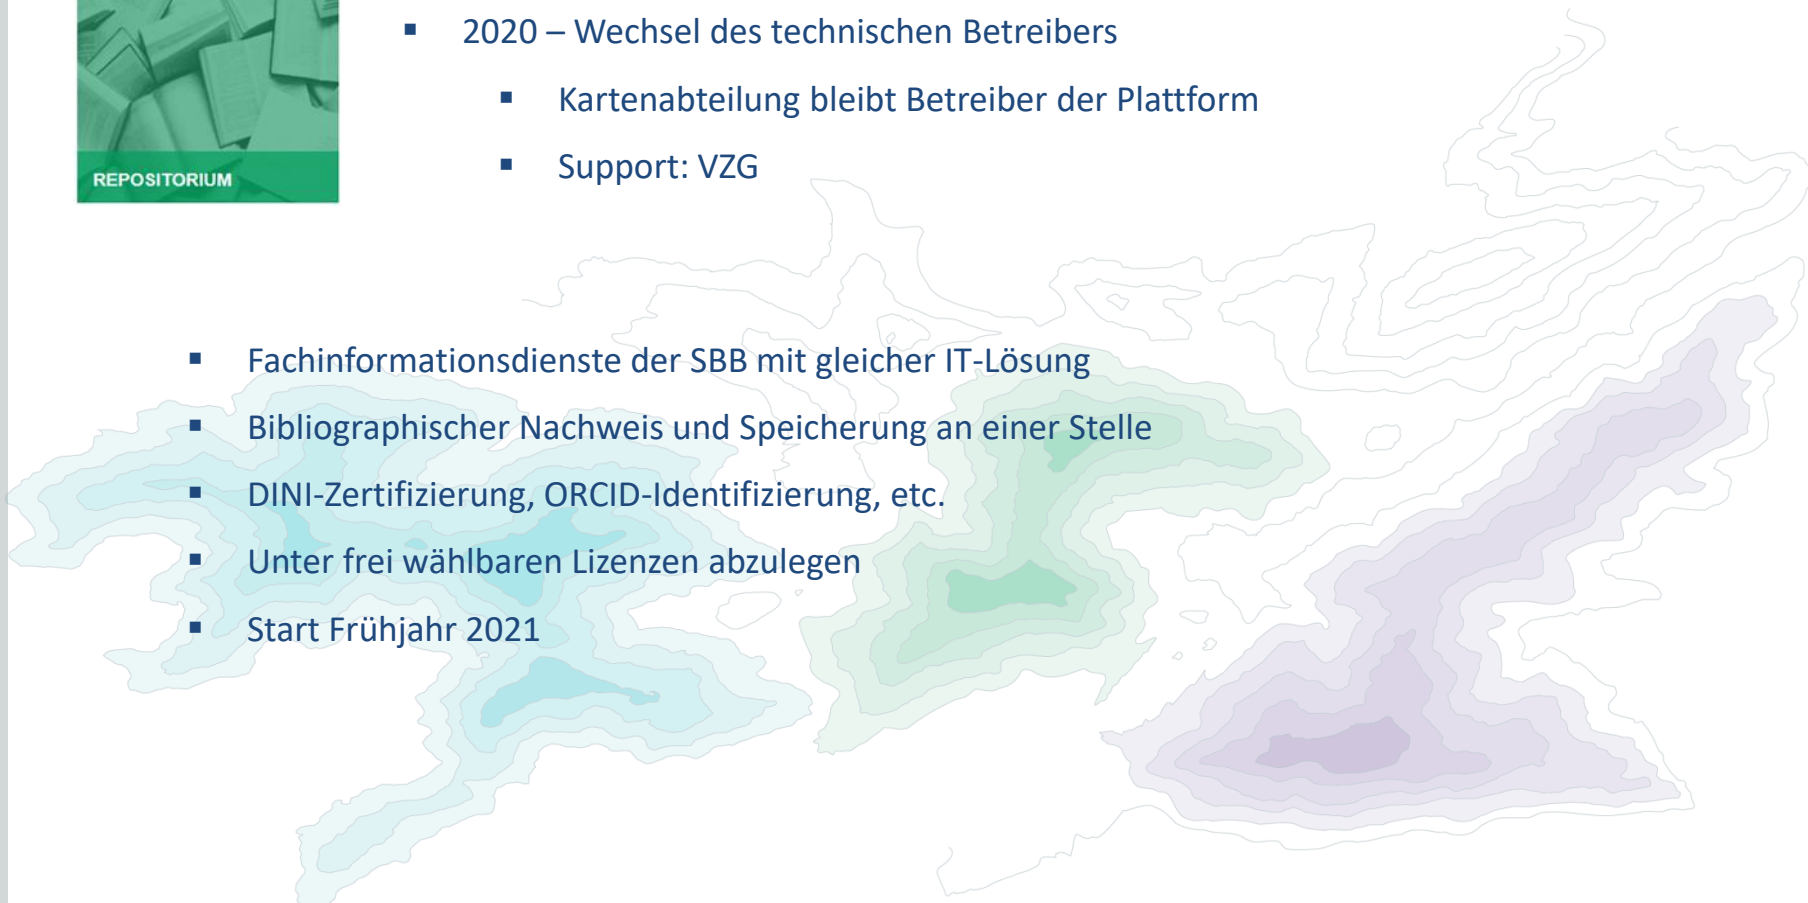 REPOSITORIUM
2020 – Wechsel des technischen Betreibers
Kartenabteilung bleibt Betreiber der Plattform
Support: VZG
Fachinformationsdienste der SBB mit gleicher IT-Lösung
Bibliographischer Nachweis und Speicherung an einer Stelle
DINI-Zertifizierung, ORCID-Identifizierung, etc.
Unter frei wählbaren Lizenzen abzulegen
Start Frühjahr 2021